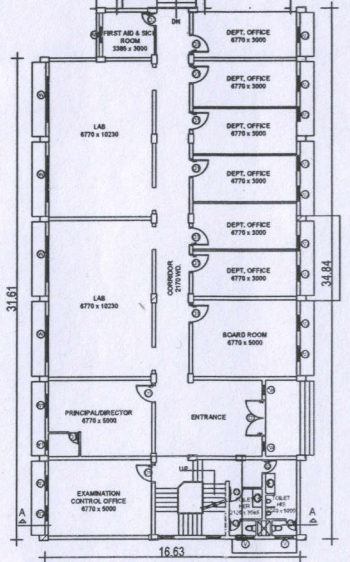 DN
FIRST AID & SICK
ROOM
3385 x 3000
DEPT. OFFICE
6770 x 3000
DEPT. OFFICE
6770 x 3000
LAB
6770 x 10230
DEPT. OFFICE
6770 x 3000
DEPT. OFFICE
6770 x 3000
DEPT. OFFICE
6770 x 3000
CORRIDOR
2170 WD.
DEPT. OFFICE
6770 x 3000
31.61
34.84
LAB
6770 x 10230
BOARD ROOM
6770 x 5000
PRINCIPAL/DIRECTOR
6770 x 5000
ENTRANCE
UP
EXAMINATION
CONTROL OFFICE
6770 x 5000
A
A
16.63